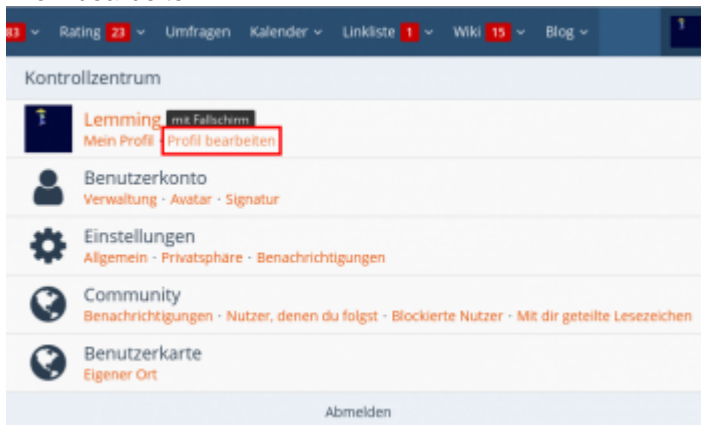 83 Rating 23 Umfragen Kalender Linkliste 1 Wiki 15 Blog
Kontrollzentrum
Lemming mit Fallschirm
Mein Profil · Profil bearbeiten
Benutzerkonto
Verwaltung · Avatar · Signatur
Einstellungen
Allgemein · Privatsphäre · Benachrichtigungen
Community
Benachrichtigungen · Nutzer, denen du folgst · Blockierte Nutzer · Mit dir geteilte Lesezeichen
Benutzerkarte
Eigener Ort
Abmelden